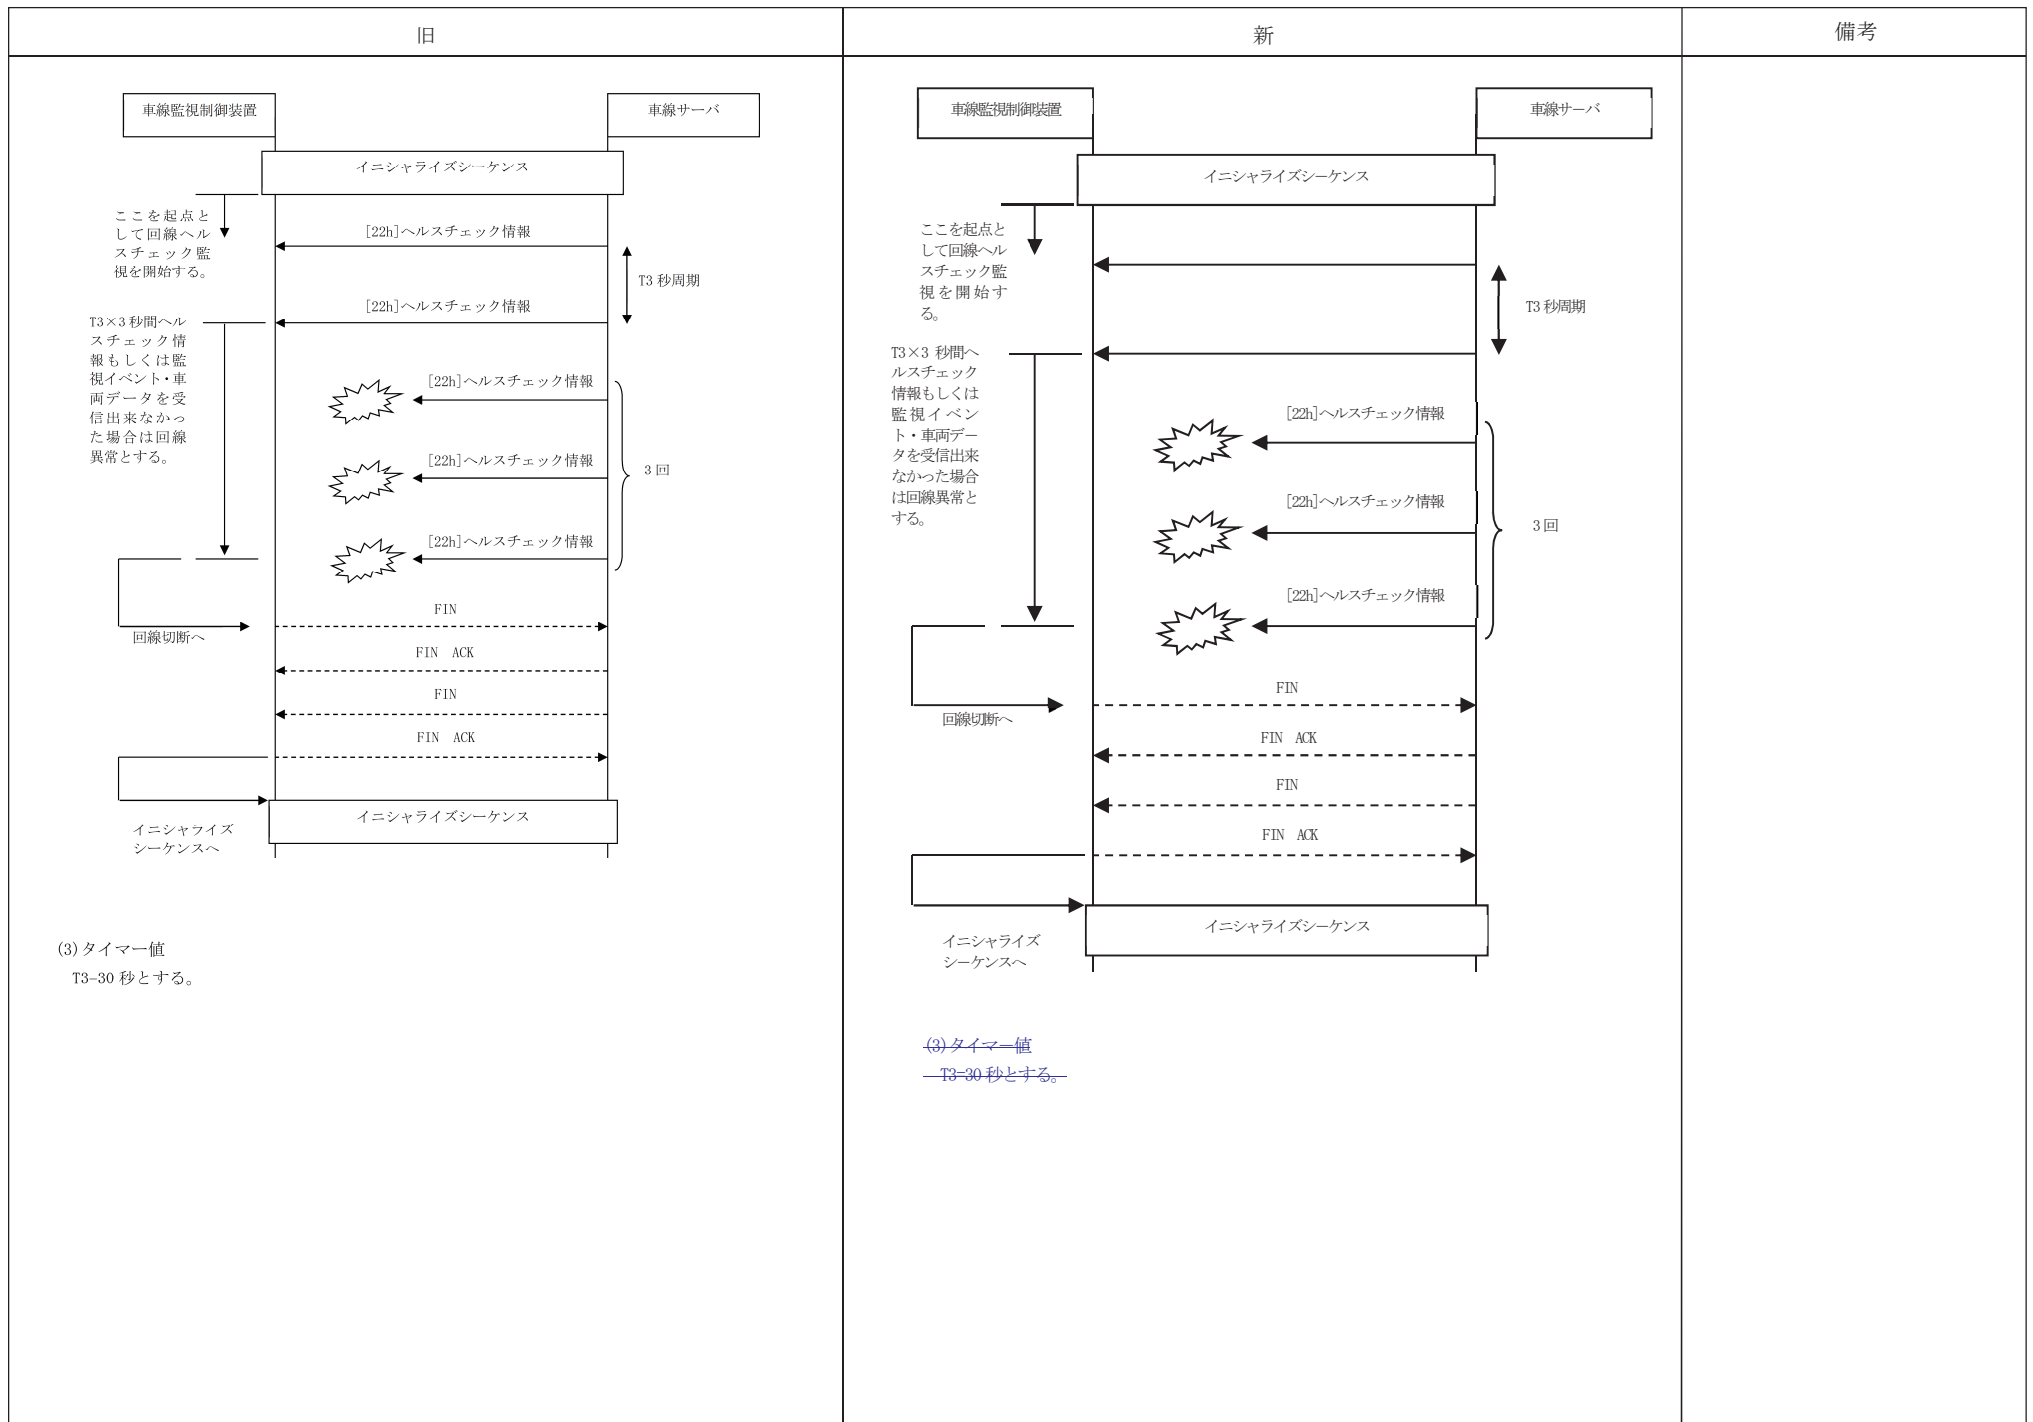 旧
新
備考
車線監視制御装置
車線サーバ
イニシャライズシーケンス
ここを起点と
して回線ヘル
スチェック監
視を開始する。
[22h]ヘルスチェック情報
T3 秒周期
[22h]ヘルスチェック情報
T3×3 秒間ヘル
スチェック情
報もしくは監
視イベント・車
両データを受
信出来なかっ
た場合は回線
異常とする。
[22h]ヘルスチェック情報
[22h]ヘルスチェック情報
3 回
[22h]ヘルスチェック情報
FIN
回線切断へ
FIN ACK
FIN
FIN ACK
イニシャライズシーケンス
イニシャライズ
シーケンスへ
(3)タイマー値
T3-30 秒とする。
車線監視制御装置
車線サーバ
イニシャライズシーケンス
ここを起点と
して回線ヘル
スチェック監
視を開始す
る。
T3 秒周期
T3×3 秒間ヘ
ルスチェック
情報もしくは
監視イベン
ト・車両デー
タを受信出来
なかった場合
は回線異常と
する。
[22h]ヘルスチェック情報
[22h]ヘルスチェック情報
3 回
[22h]ヘルスチェック情報
FIN
回線切断へ
FIN ACK
FIN
FIN ACK
イニシャライズシーケンス
イニシャライズ
シーケンスへ
(3)タイマー値
T3-30 秒とする。